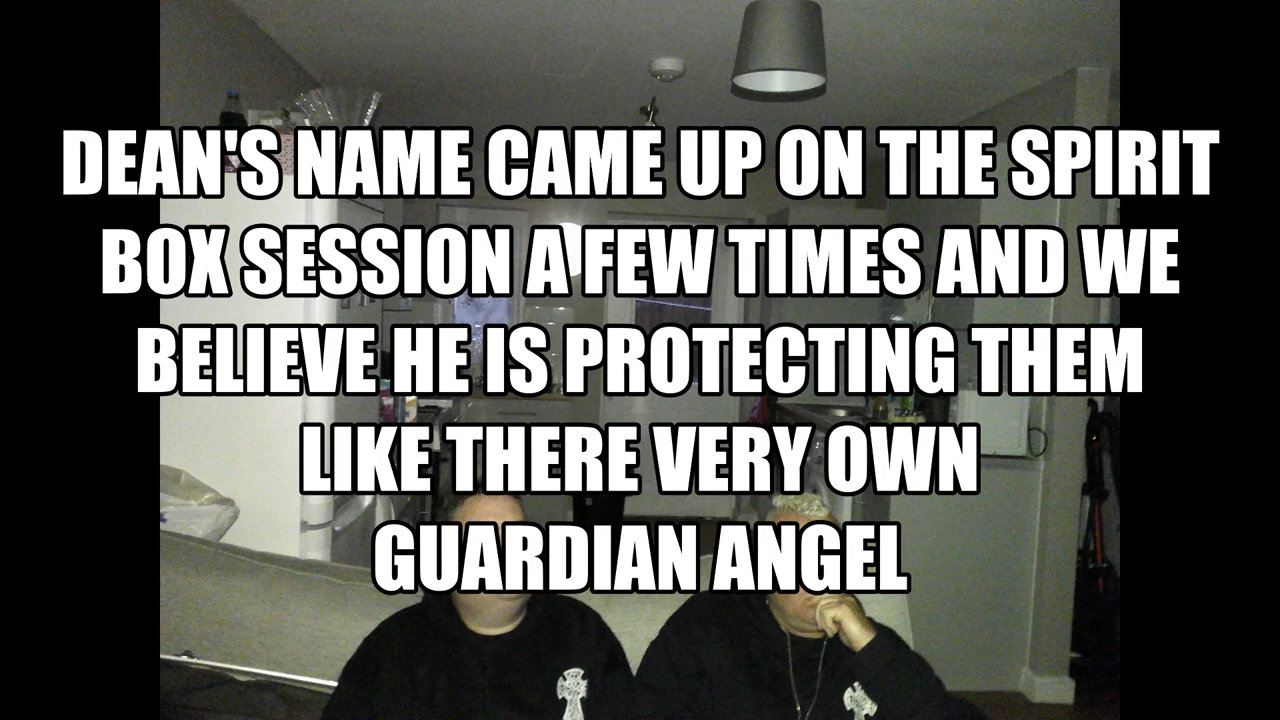 DEAN'S NAME CAME UP ON THE SPIRIT
BOX SESSION A FEW TIMES AND WE
BELIEVE HE IS PROTECTING THEM
LIKE THERE VERY OWN
GUARDIAN ANGEL